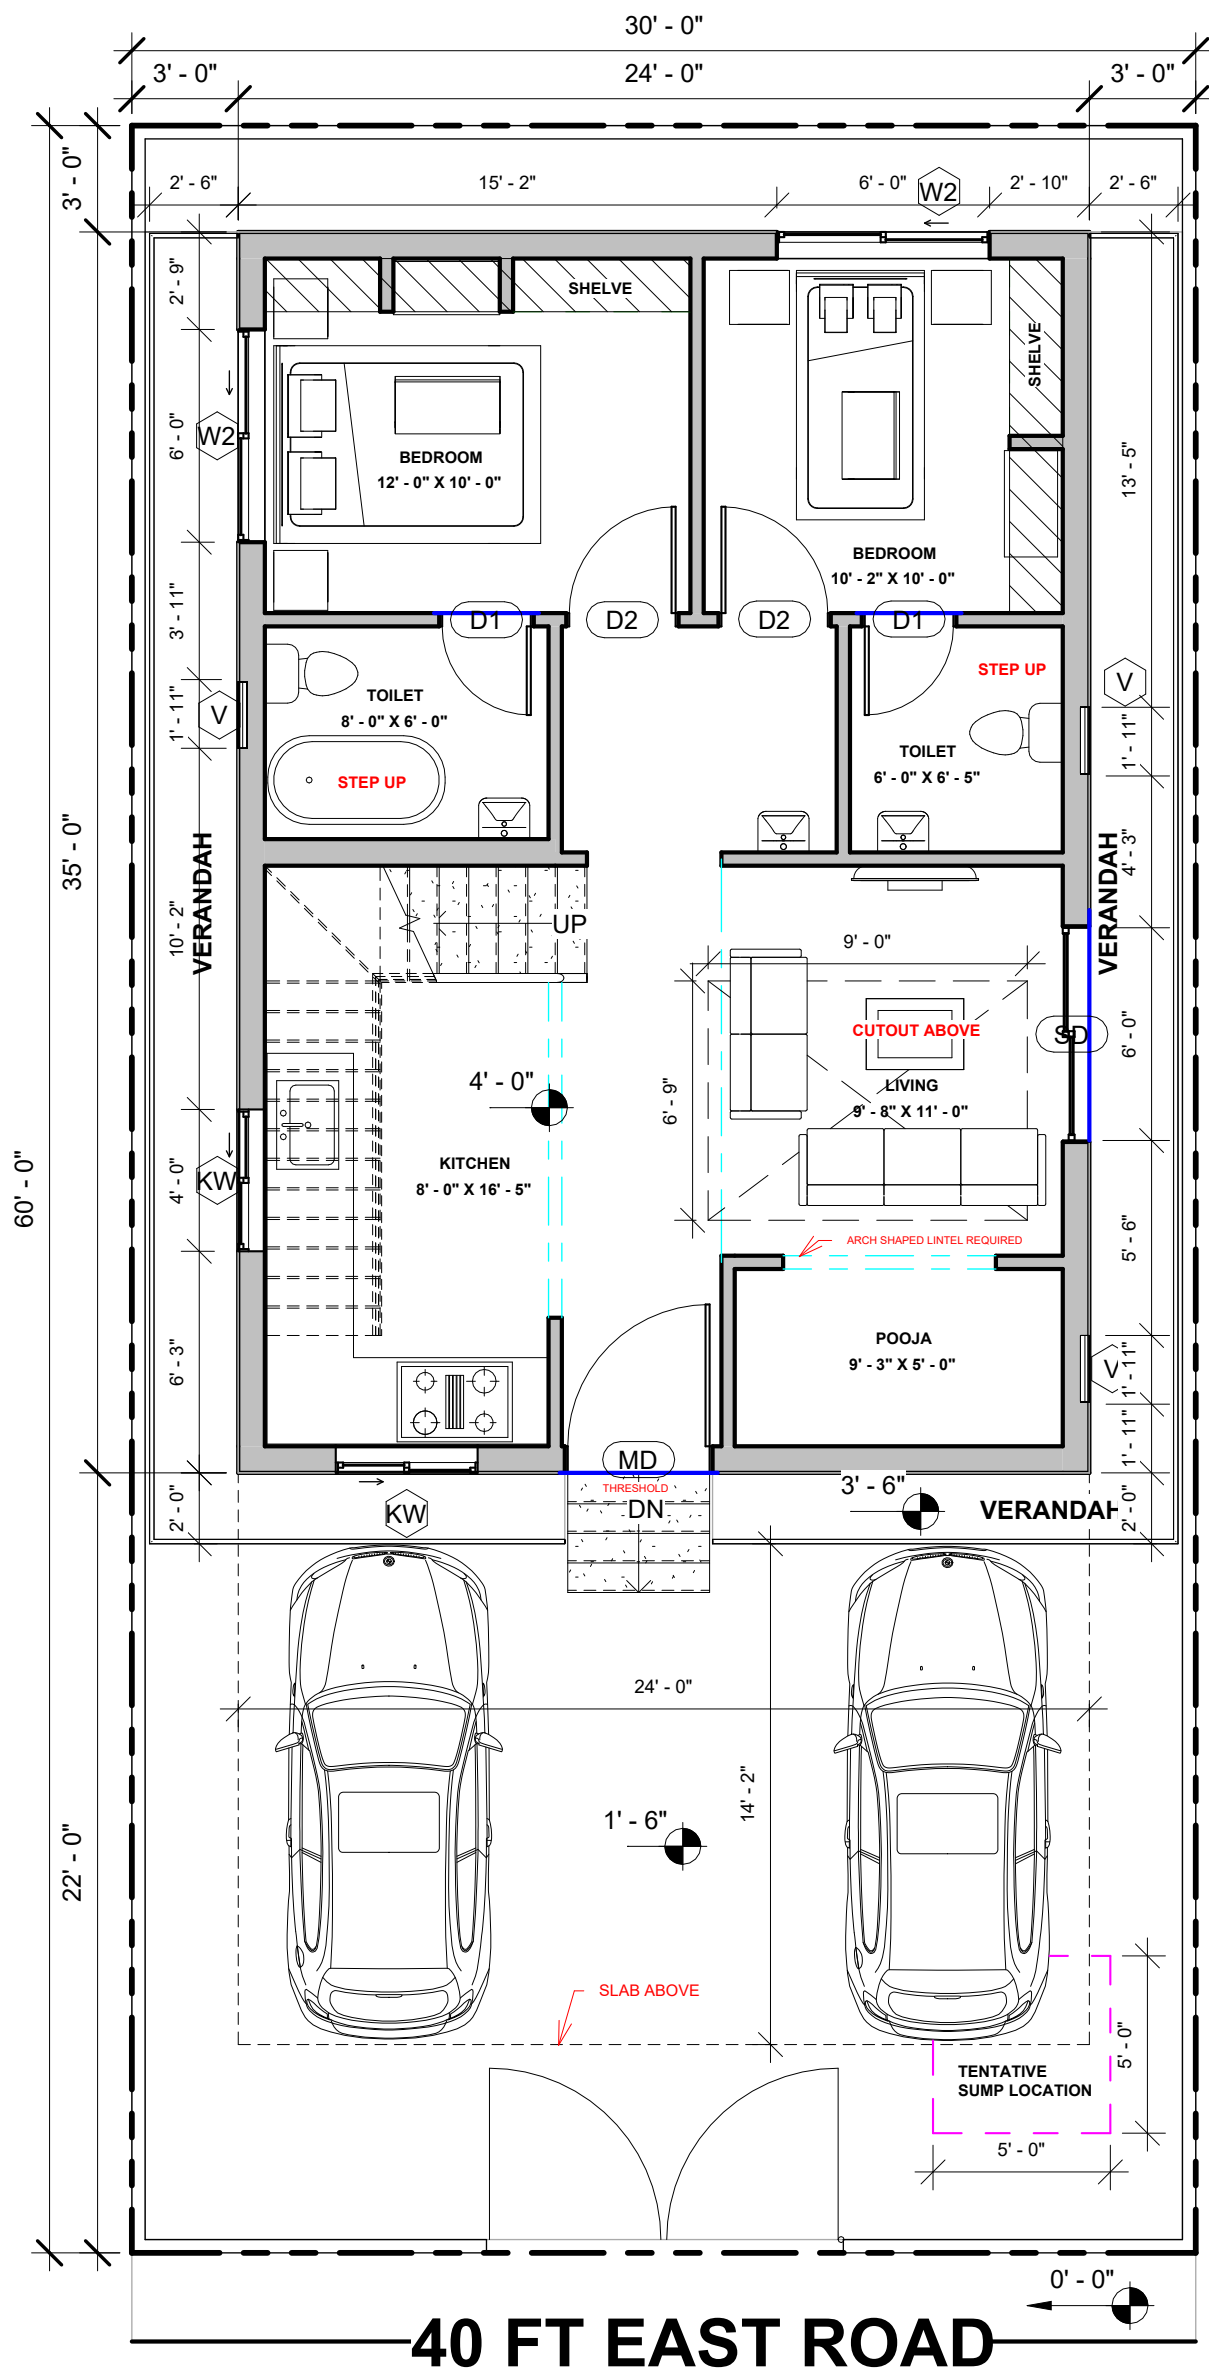 30' - 0"
3' - 0"
24' - 0"
3' - 0"
3' - 0"
2' - 6"
15' - 2"
6' - 0"
W2
2' - 10"
2' - 6"
2' - 9"
SHELVE
SHELVE
6' - 0"
W2
BEDROOM
12' - 0" X 10' - 0"
13' - 5"
BEDROOM
10' - 2" X 10' - 0"
3' - 11"
D1
D2
D2
D1
STEP UP
V
TOILET
8' - 0" X 6' - 0"
1' - 11"
V
1' - 11"
TOILET
6' - 0" X 6' - 5"
STEP UP
35' - 0"
4' - 3"
VERANDAH
10' - 2"
VERANDAH
UP
9' - 0"
CUTOUT ABOVE
SD
6' - 0"
4' - 0"
6' - 9"
LIVING
9' - 8" X 11' - 0"
60' - 0"
4' - 0"
KW
KITCHEN
8' - 0" X 16' - 5"
5' - 6"
ARCH SHAPED LINTEL REQUIRED
6' - 3"
POOJA
9' - 3" X 5' - 0"
V
1' - 11"
1' - 11"
MD
THRESHOLD
DN
3' - 6"
VERANDAH
2' - 0"
KW
2' - 0"
24' - 0"
14' - 2"
1' - 6"
22' - 0"
SLAB ABOVE
5' - 0"
TENTATIVE
SUMP LOCATION
5' - 0"
0' - 0"
40 FT EAST ROAD